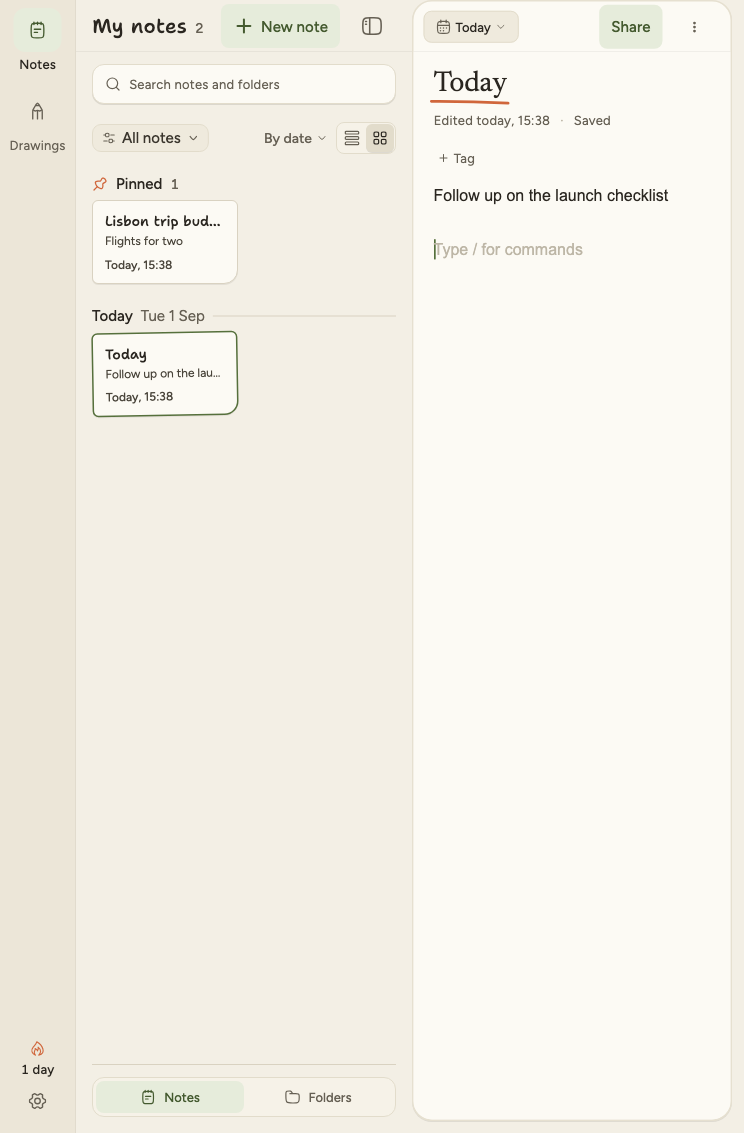 Notes
Drawings
1 day
My notes 2
New note
Search notes and folders
All notes
By date
Pinned 1
Lisbon trip bud...
Flights for two
Today, 15:38
Today Tue 1 Sep
Today
Follow up on the lau...
Today, 15:38
Notes
Folders
Today
Share
Today
Edited today, 15:38 · Saved
+ Tag
Follow up on the launch checklist
Type / for commands